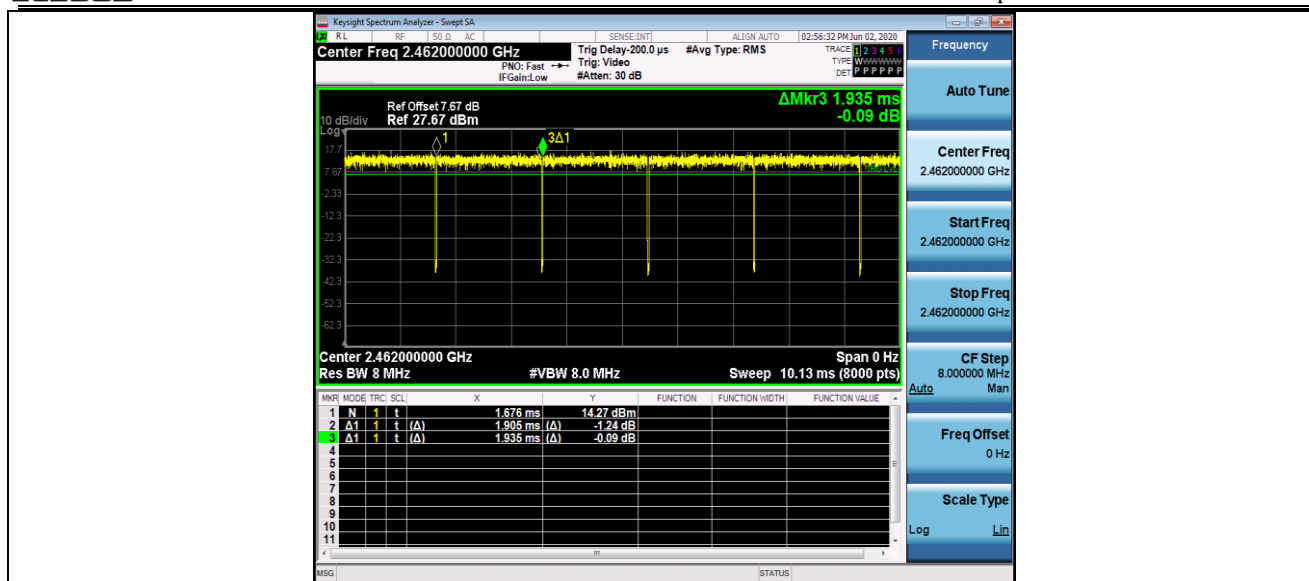 Keysight Spectrum Analyzer - Swept SA
RL RF 50 Ω AC SENSE:INT ALIGN AUTO 02:56:32 PM Jun 02, 2020
Center Freq 2.462000000 GHz Trig Delay-200.0 µs #Avg Type: RMS TRACE 1 2 3 4 5 6
PNO: Fast Trig: Video TYPE WWWWWW
IFGain:Low #Atten: 30 dB DET P P P P P P
Frequency
Auto Tune
Center Freq
2.462000000 GHz
Start Freq
2.462000000 GHz
Stop Freq
2.462000000 GHz
CF Step
8.000000 MHz
Auto Man
Freq Offset
0 Hz
Scale Type
Log Lin
ΔMkr3 1.935 ms
-0.09 dB
Ref Offset 7.67 dB
10 dB/div Ref 27.67 dBm
Log
1 3Δ1
17.7
7.67
TRIG LVL
-2.33
-12.3
-22.3
-32.3
-42.3
-52.3
-62.3
Center 2.462000000 GHz Span 0 Hz
Res BW 8 MHz #VBW 8.0 MHz Sweep 10.13 ms (8000 pts)
MKR MODE TRC SCL X Y FUNCTION FUNCTION WIDTH FUNCTION VALUE
1 N 1 t 1.676 ms 14.27 dBm
2 Δ1 1 t (Δ) 1.905 ms (Δ) -1.24 dB
3 Δ1 1 t (Δ) 1.935 ms (Δ) -0.09 dB
4
5
6
7
8
9
10
11
MSG STATUS